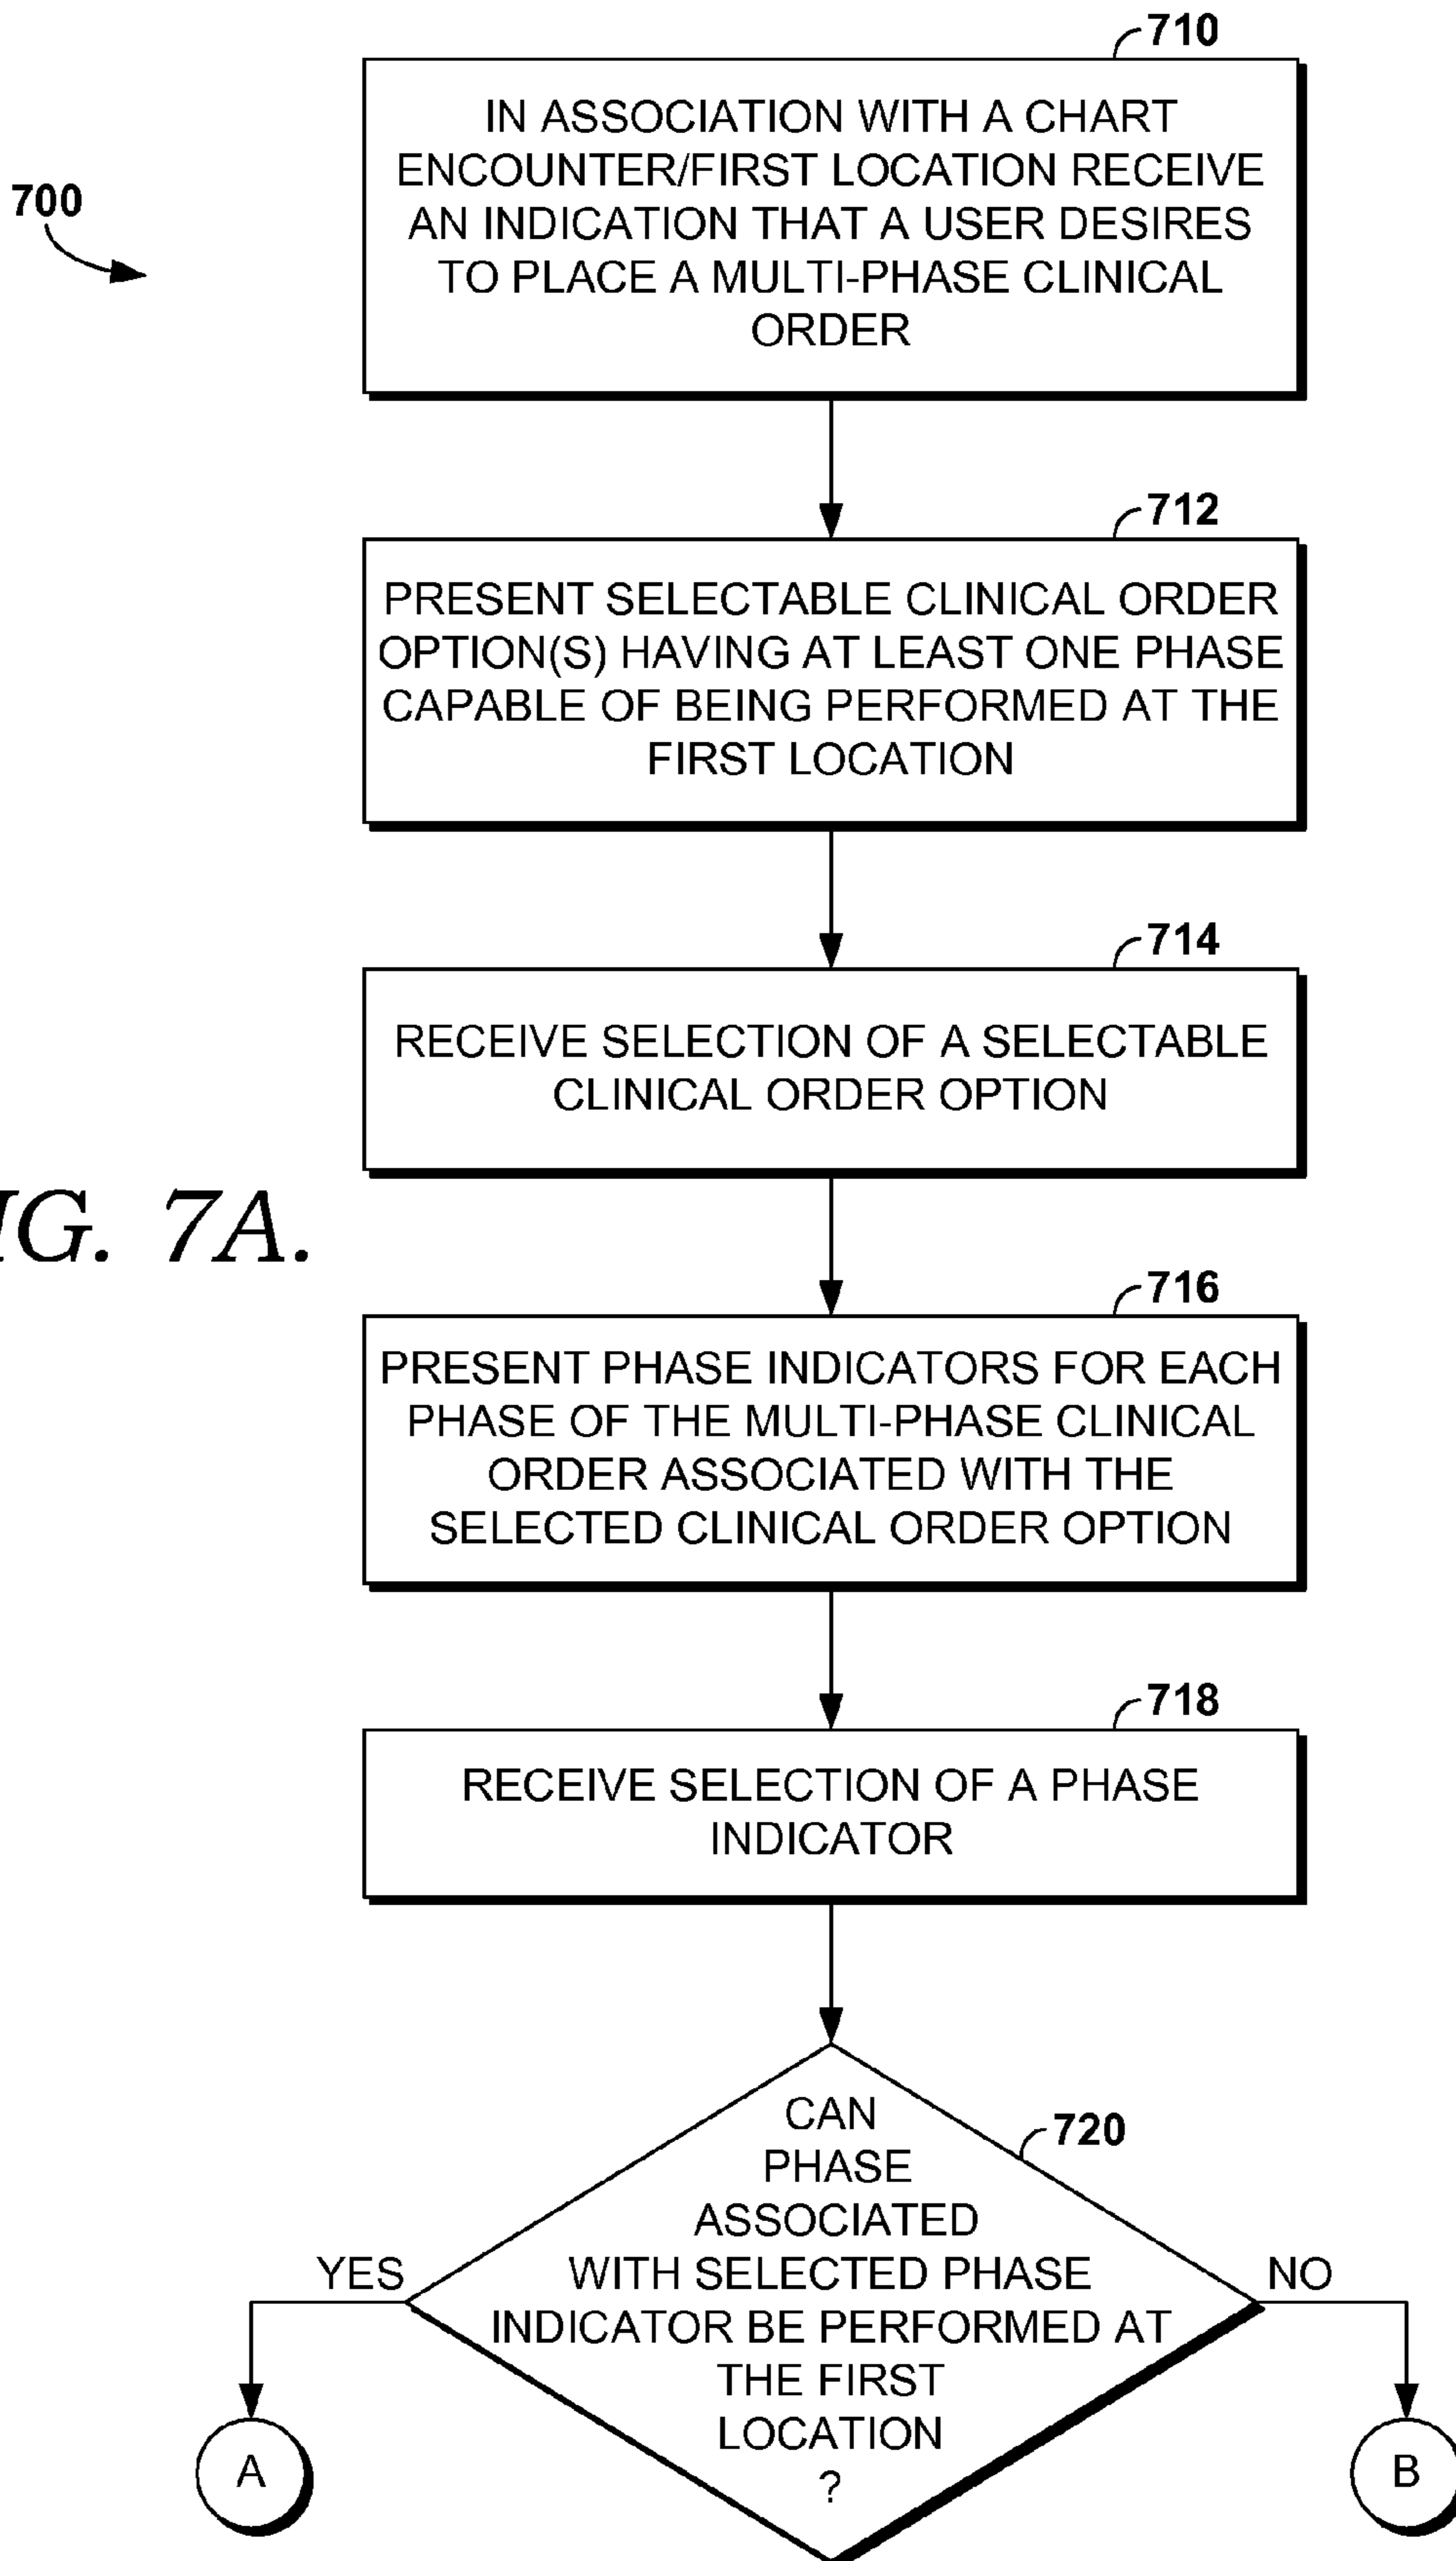 710
IN ASSOCIATION WITH A CHART
ENCOUNTER/FIRST LOCATION RECEIVE
AN INDICATION THAT A USER DESIRES
TO PLACE A MULTI-PHASE CLINICAL
ORDER
700
712
PRESENT SELECTABLE CLINICAL ORDER
OPTION(S) HAVING AT LEAST ONE PHASE
CAPABLE OF BEING PERFORMED AT THE
FIRST LOCATION
714
RECEIVE SELECTION OF A SELECTABLE
CLINICAL ORDER OPTION
IG. 7A.
716
PRESENT PHASE INDICATORS FOR EACH
PHASE OF THE MULTI-PHASE CLINICAL
ORDER ASSOCIATED WITH THE
SELECTED CLINICAL ORDER OPTION
718
RECEIVE SELECTION OF A PHASE
INDICATOR
720
CAN
PHASE
ASSOCIATED
WITH SELECTED PHASE
INDICATOR BE PERFORMED AT
THE FIRST
LOCATION
?
YES
NO
A
B